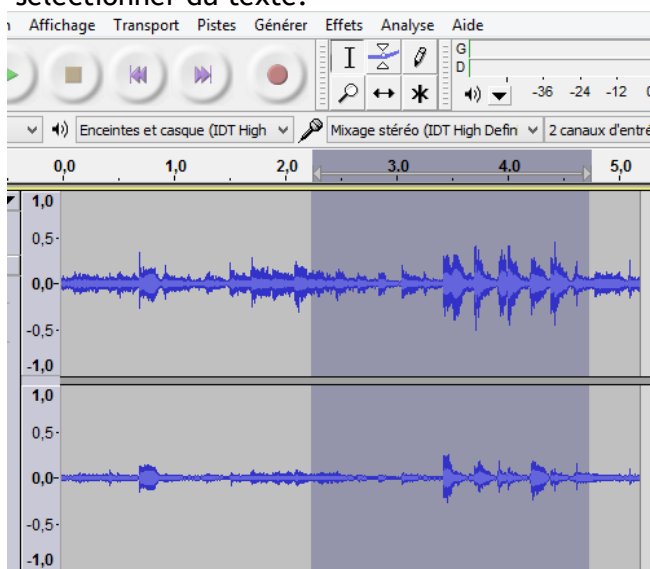 sélectionner du texte.
Affichage Transport Pistes Générer Effets Analyse Aide
G
D
-36 -24 -12 0
Enceintes et casque (IDT High Mixage stéréo (IDT High Defin 2 canaux d'entré
0,0 1,0 2,0 3,0 4,0 5,0
1,0
0,5-
0,0-
-0,5-
-1,0
1,0
0,5-
0,0-
-0,5-
-1,0